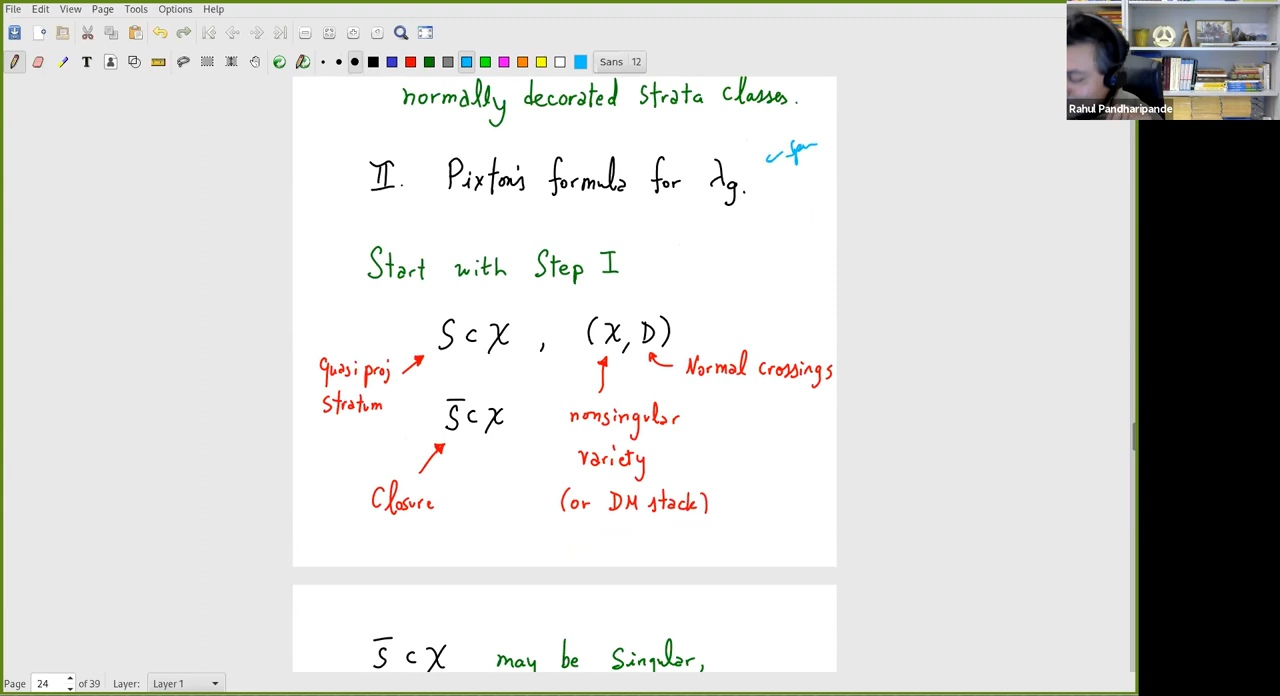 File Edit View Page Tools Options Help
Sans 12
Rahul Pandharipande
normally decorated strata classes.
II. Pixton's formula for λg.
Start with Step I
S ⊂ X , (X, D)
Quasi proj stratum
Normal crossings
S̅ ⊂ X
nonsingular variety (or DM stack)
Closure
S̅ ⊂ X may be singular,
Page 24 of 39 Layer: Layer 1